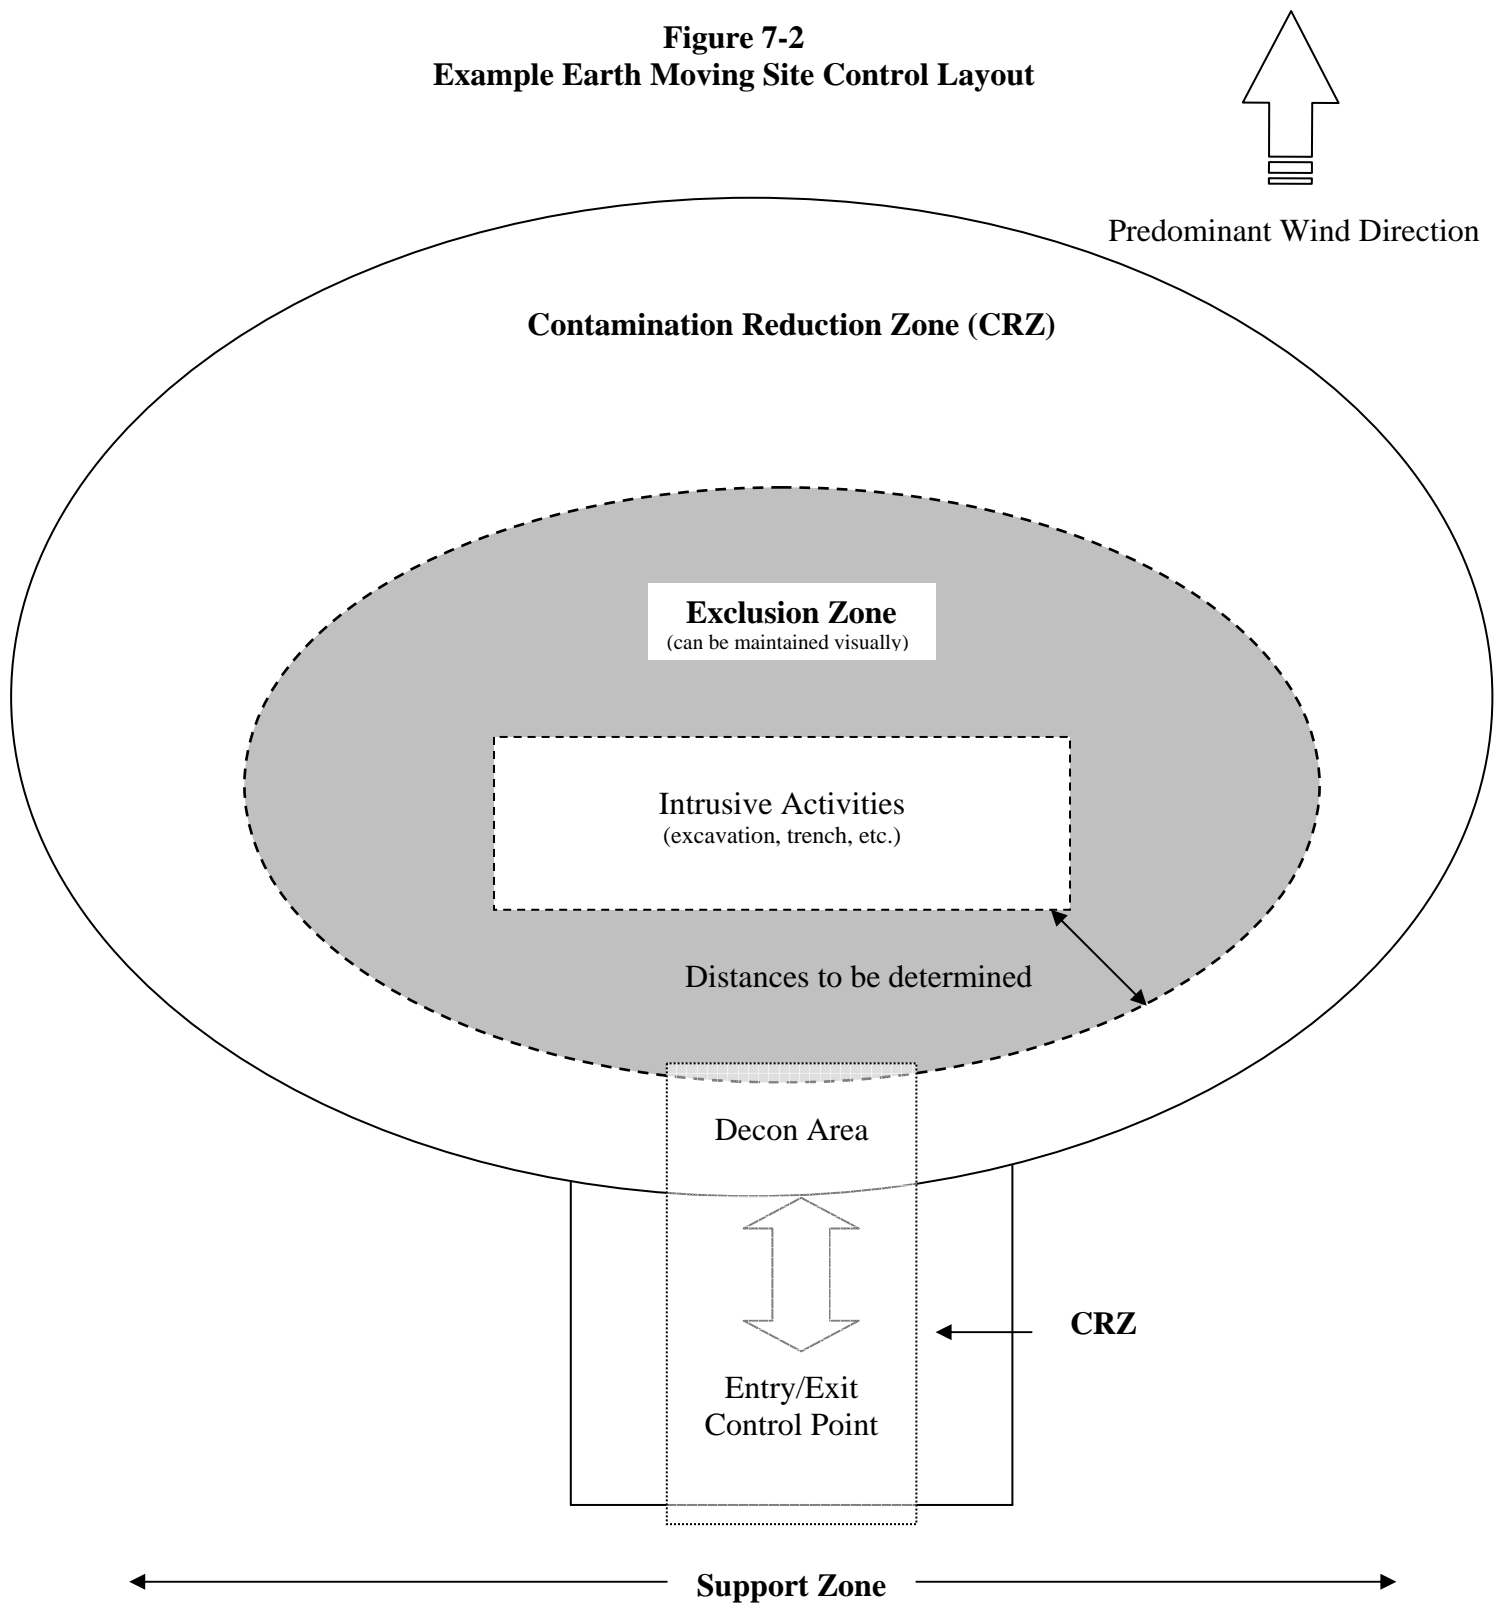 Figure 7-2
Example Earth Moving Site Control Layout
Predominant Wind Direction
Contamination Reduction Zone (CRZ)
Exclusion Zone
(can be maintained visually)
Intrusive Activities
(excavation, trench, etc.)
Distances to be determined
Decon Area
CRZ
Entry/Exit
Control Point
Support Zone